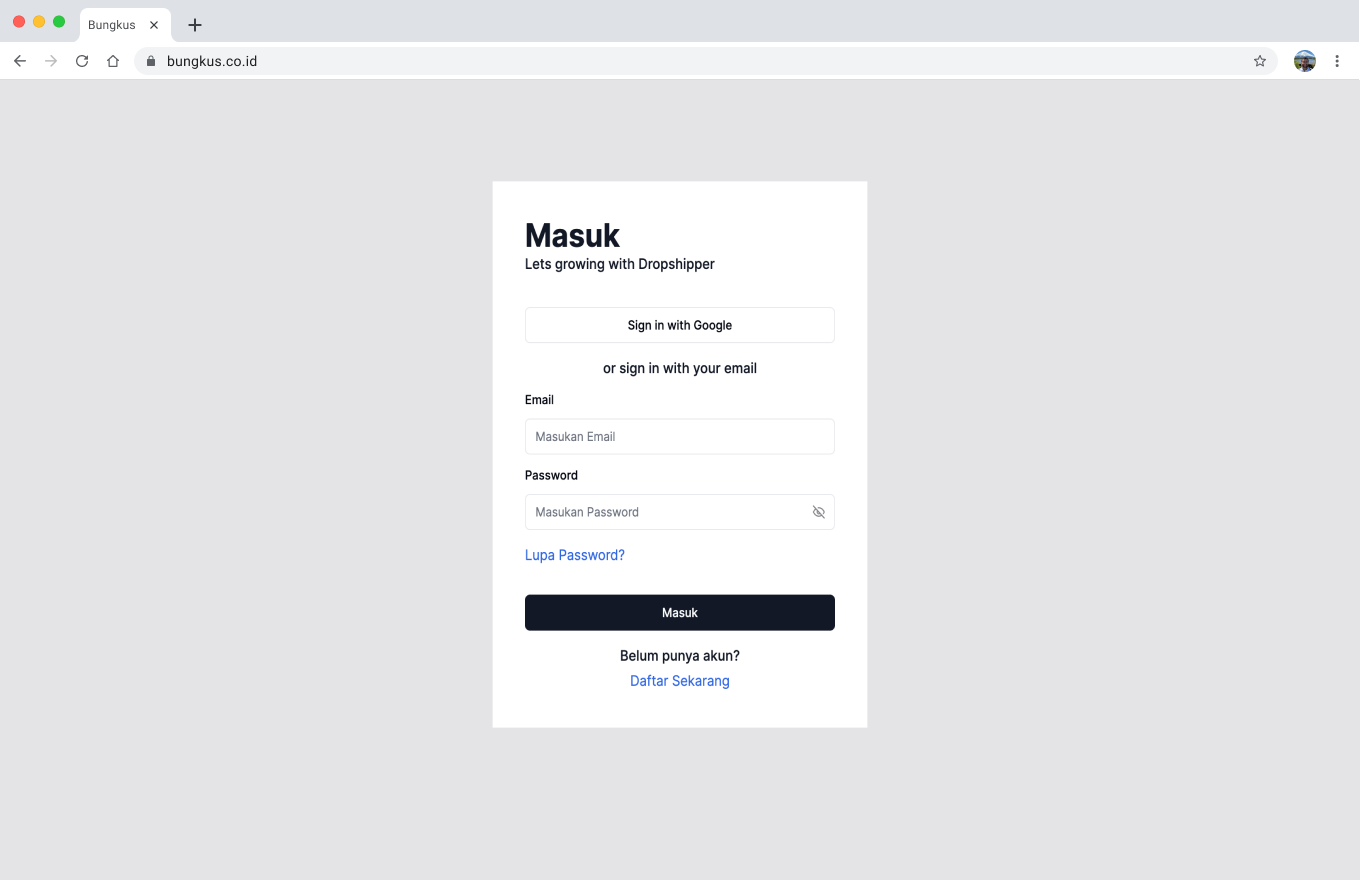 Bungkus
bungkus.co.id
Masuk
Lets growing with Dropshipper
Sign in with Google
or sign in with your email
Email
Masukan Email
Password
Masukan Password
Lupa Password?
Masuk
Belum punya akun?
Daftar Sekarang